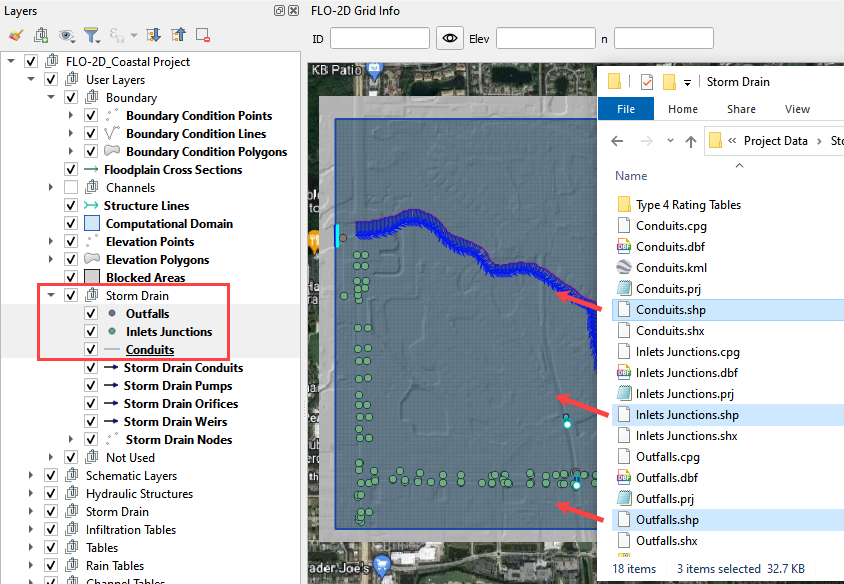 Layers
FLO-2D_Coastal Project
User Layers
Boundary
Boundary Condition Points
Boundary Condition Lines
Boundary Condition Polygons
Floodplain Cross Sections
Channels
Structure Lines
Computational Domain
Elevation Points
Elevation Polygons
Blocked Areas
Storm Drain
Outfalls
Inlets Junctions
Conduits
Storm Drain Conduits
Storm Drain Pumps
Storm Drain Orifices
Storm Drain Weirs
Storm Drain Nodes
Not Used
Schematic Layers
Hydraulic Structures
Storm Drain
Infiltration Tables
Tables
Rain Tables
Channel Tables
FLO-2D Grid Info
ID Elev n
KB Patio
ader Joe's
Storm Drain
File Home Share View
« Project Data › Sto
Name
Type 4 Rating Tables
Conduits.cpg
Conduits.dbf
Conduits.kml
Conduits.prj
Conduits.shp
Conduits.shx
Inlets Junctions.cpg
Inlets Junctions.dbf
Inlets Junctions.prj
Inlets Junctions.shp
Inlets Junctions.shx
Outfalls.cpg
Outfalls.dbf
Outfalls.prj
Outfalls.shp
Outfalls.shx
18 items 3 items selected 32.7 KB